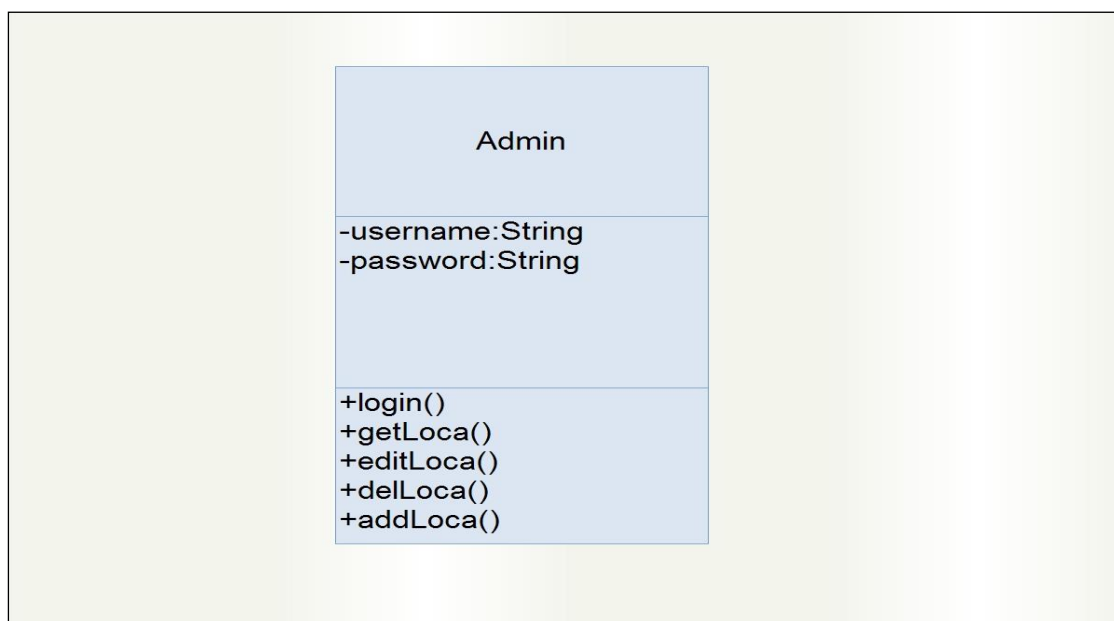 Admin
-username:String
-password:String
+login()
+getLoca()
+editLoca()
+delLoca()
+addLoca()